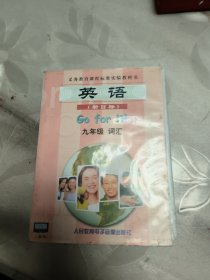 义务教育课程标准实验教科书
英语
（新目标）
Go for it!
九年级 词汇
人民教育电子音像出版社